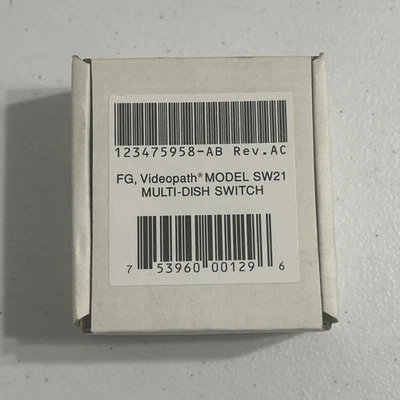 123475958-AB Rev.AC
FG, Videopath® MODEL SW21
MULTI-DISH SWITCH
7 53960 00129 6